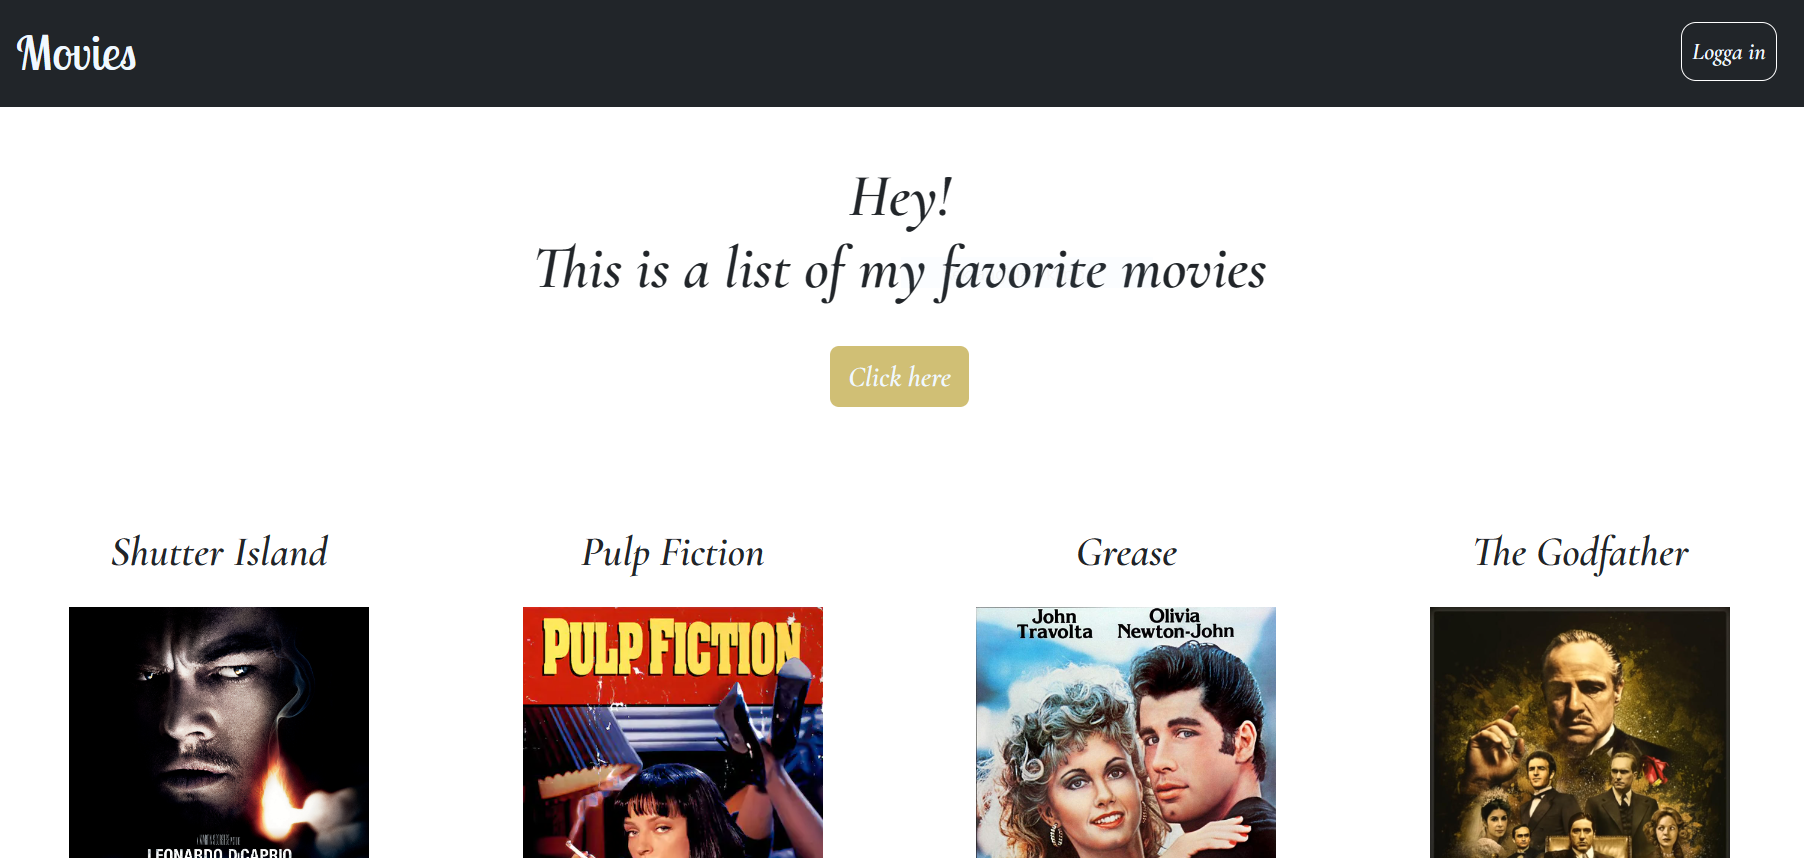 Movies
Logga in
Hey!
This is a list of my favorite movies
Click here
Shutter Island
Pulp Fiction
Grease
The Godfather
LEONARDO DiCAPRIO
PULP FICTION
John Travolta
Olivia Newton-John